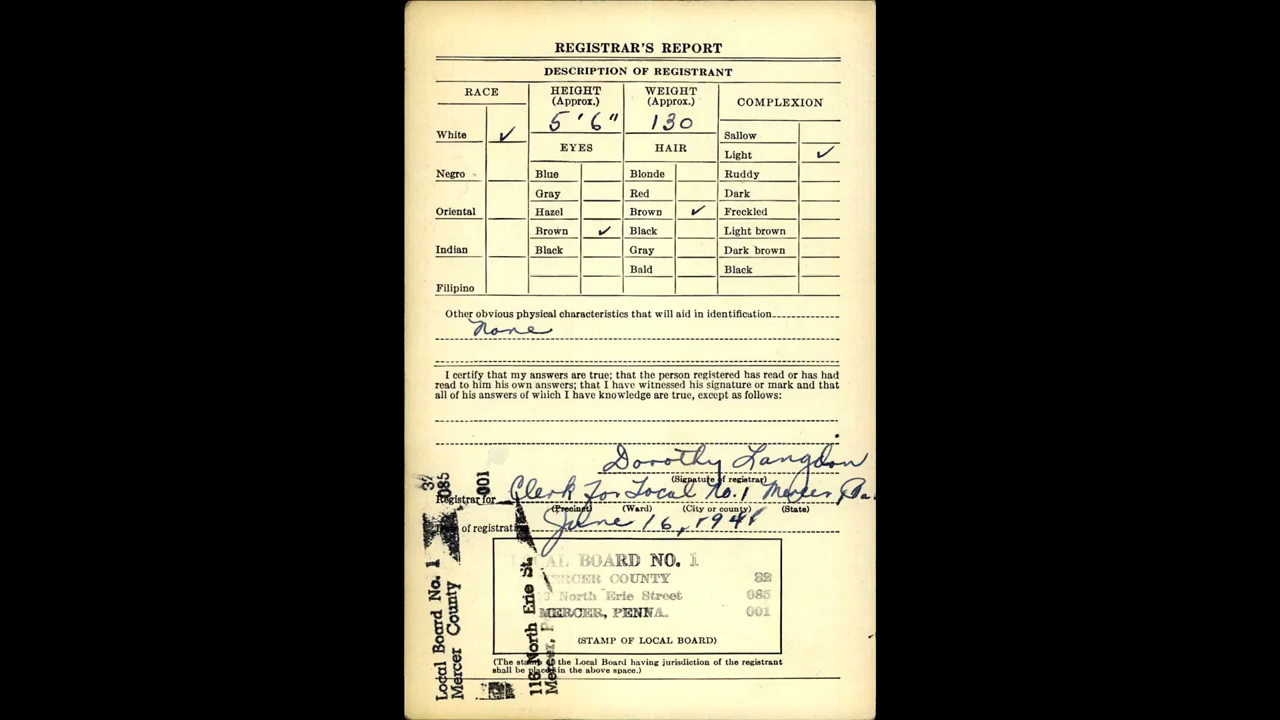 REGISTRAR'S REPORT
DESCRIPTION OF REGISTRANT
RACE HEIGHT (Approx.) WEIGHT (Approx.) COMPLEXION
5'6" 130
White ✓ EYES HAIR Sallow
Light ✓
Negro Blue Blonde Ruddy
Gray Red Dark
Oriental Hazel Brown ✓ Freckled
Brown ✓ Black Light brown
Indian Black Gray Dark brown
Bald Black
Filipino
Other obvious physical characteristics that will aid in identification
None
I certify that my answers are true; that the person registered has read or has had
read to him his own answers; that I have witnessed his signature or mark and that
all of his answers of which I have knowledge are true, except as follows:
Dorothy Langdon
(Signature of registrar)
Registrar for Clerk For Local No. 1 Mercer Pa.
(Precinct) (Ward) (City or county) (State)
of registration June 16, 1941
LOCAL BOARD NO. 1
MERCER COUNTY 32
North Erie Street 085
MERCER, PENNA. 001
(STAMP OF LOCAL BOARD)
(The stamp of the Local Board having jurisdiction of the registrant
shall be placed in the above space.)
Local Board No. 1 32
Mercer County 085
001
116 North Erie St.
Mercer,